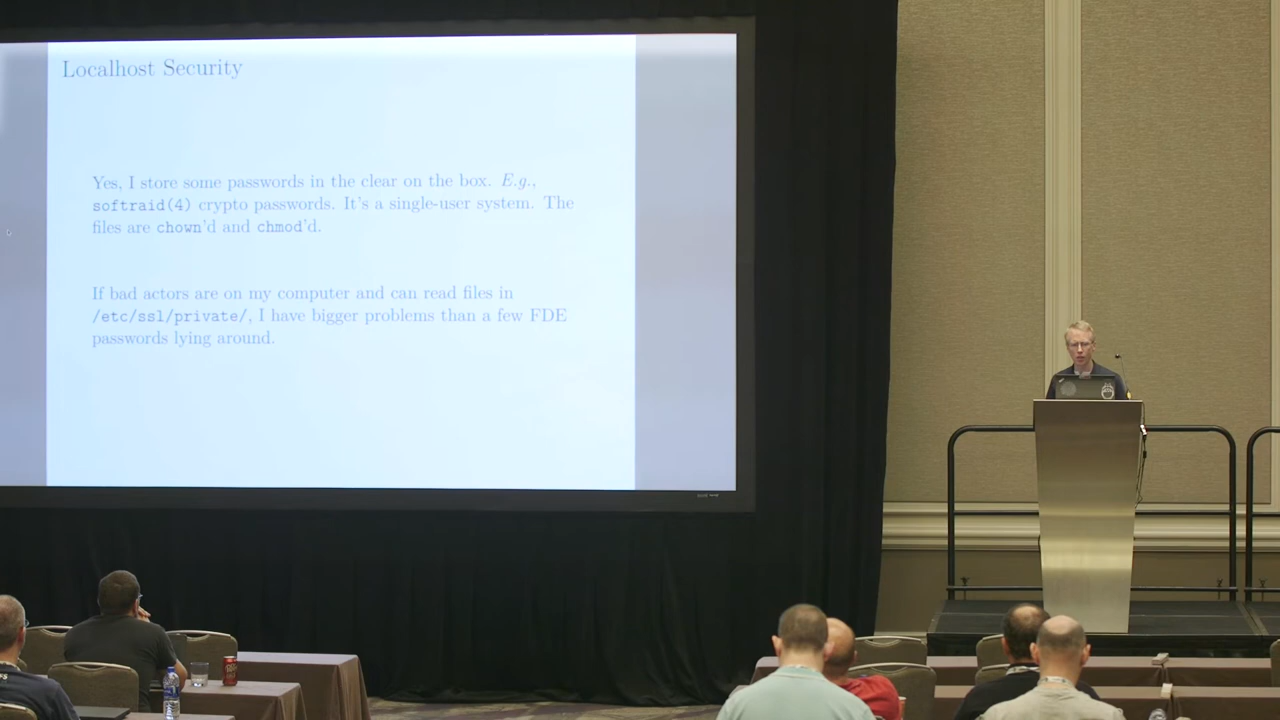 Localhost Security
Yes, I store some passwords in the clear on the box. E.g.,
softraid(4) crypto passwords. It's a single-user system. The
files are chown'd and chmod'd.
If bad actors are on my computer and can read files in
/etc/ssl/private/, I have bigger problems than a few FDE
passwords lying around.